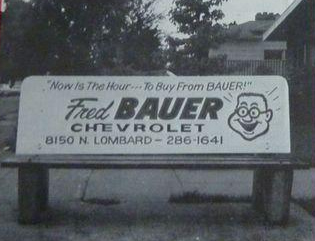 "Now Is The Hour---To Buy From BAUER!"
Fred BAUER
CHEVROLET
8150 N. LOMBARD - 286-1641